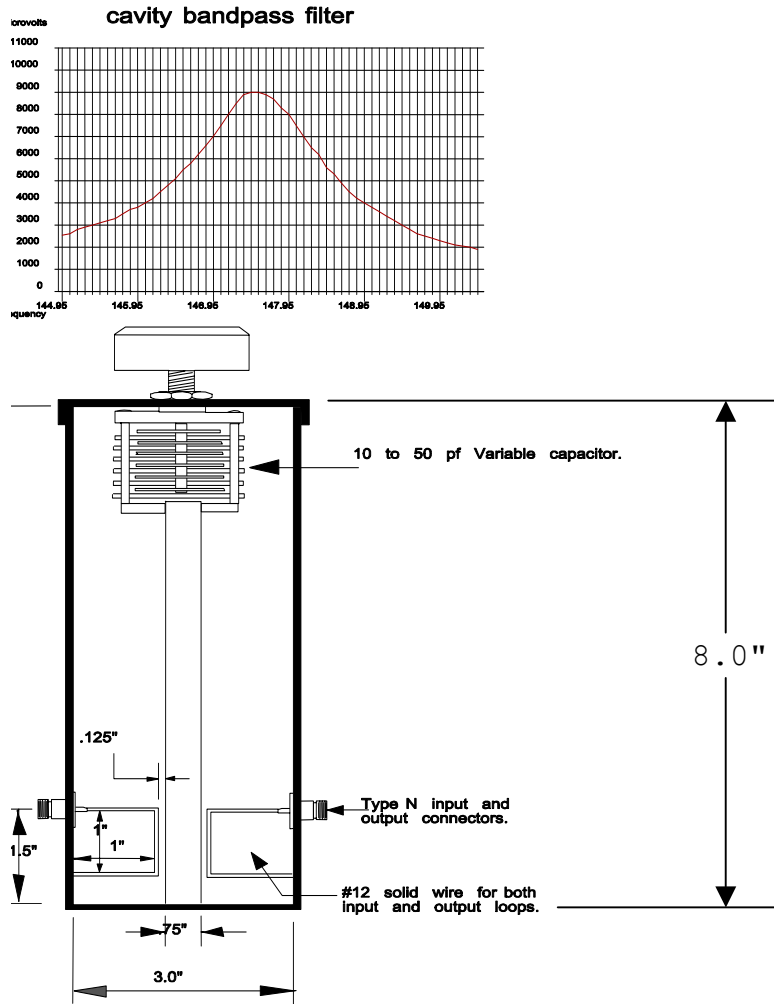 cavity bandpass filter
crovolts
11000
10000
9000
8000
7000
6000
5000
4000
3000
2000
1000
0
144.95 145.95 146.95 147.95 148.95 149.95
quency
10 to 50 pf Variable capacitor.
8.0"
.125"
Type N input and
output connectors.
1"
1"
1.5"
#12 solid wire for both
input and output loops.
.75"
3.0"